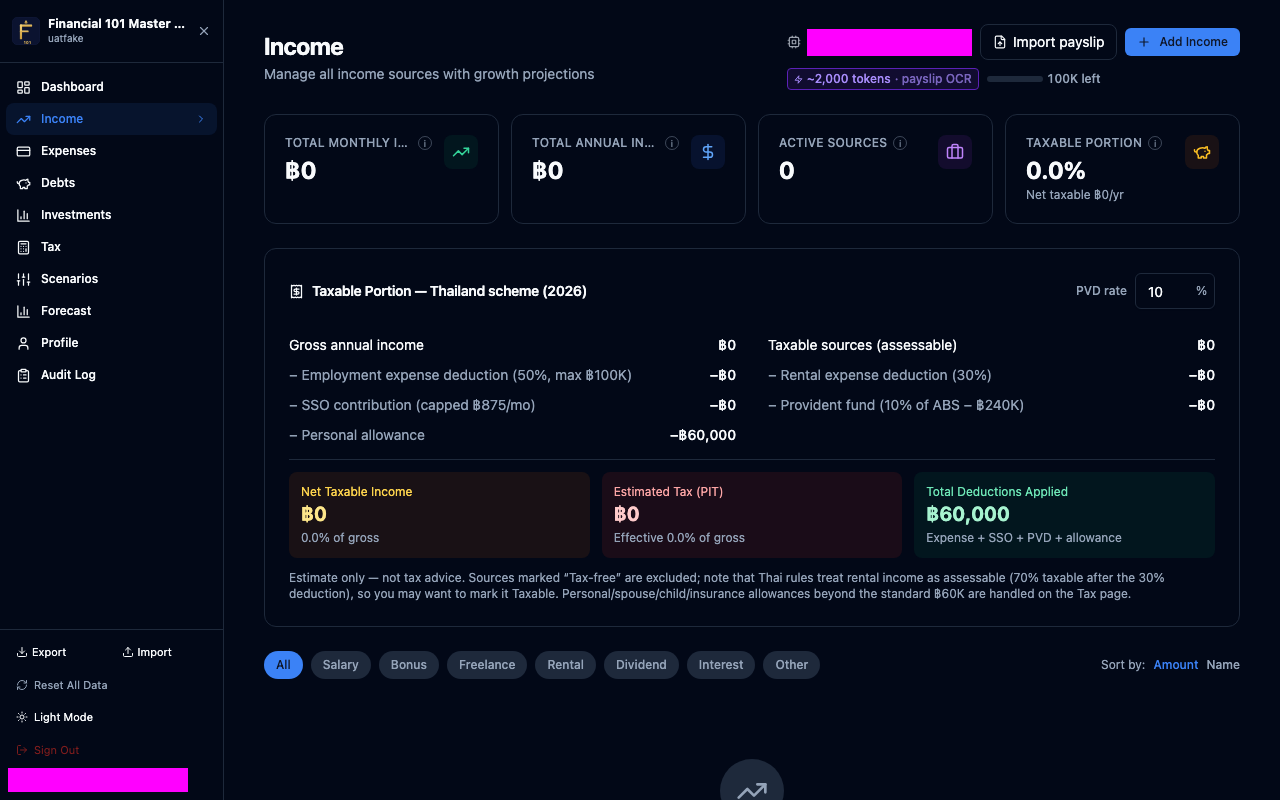 Financial 101 Master ...
uatfake
Dashboard
Income
Expenses
Debts
Investments
Tax
Scenarios
Forecast
Profile
Audit Log
Export
Import
Reset All Data
Light Mode
Sign Out
Income
Manage all income sources with growth projections
Import payslip
+ Add Income
~2,000 tokens · payslip OCR
100K left
TOTAL MONTHLY I...
฿0
TOTAL ANNUAL IN...
฿0
ACTIVE SOURCES
0
TAXABLE PORTION
0.0%
Net taxable ฿0/yr
Taxable Portion — Thailand scheme (2026)
PVD rate 10 %
Gross annual income ฿0
– Employment expense deduction (50%, max ฿100K) –฿0
– SSO contribution (capped ฿875/mo) –฿0
– Personal allowance –฿60,000
Taxable sources (assessable) ฿0
– Rental expense deduction (30%) –฿0
– Provident fund (10% of ABS – ฿240K) –฿0
Net Taxable Income
฿0
0.0% of gross
Estimated Tax (PIT)
฿0
Effective 0.0% of gross
Total Deductions Applied
฿60,000
Expense + SSO + PVD + allowance
Estimate only — not tax advice. Sources marked “Tax-free” are excluded; note that Thai rules treat rental income as assessable (70% taxable after the 30%
deduction), so you may want to mark it Taxable. Personal/spouse/child/insurance allowances beyond the standard ฿60K are handled on the Tax page.
All
Salary
Bonus
Freelance
Rental
Dividend
Interest
Other
Sort by: Amount Name